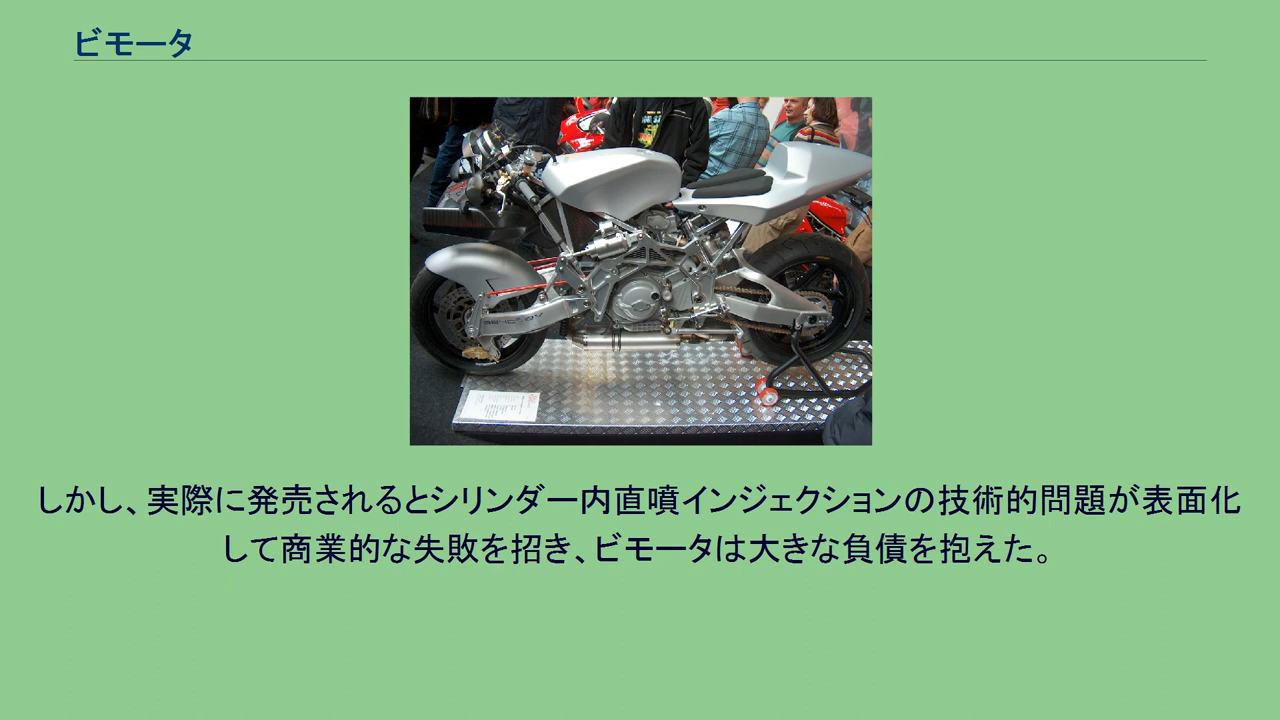 ビモータ
しかし、実際に発売されるとシリンダー内直噴インジェクションの技術的問題が表面化
して商業的な失敗を招き、ビモータは大きな負債を抱えた。